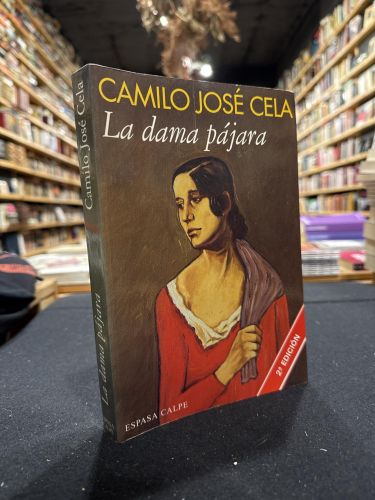 CAMILO JOSÉ CELA
La dama pájara
2ª EDICIÓN
ESPASA CALPE
Camilo José Cela
La dama pájara